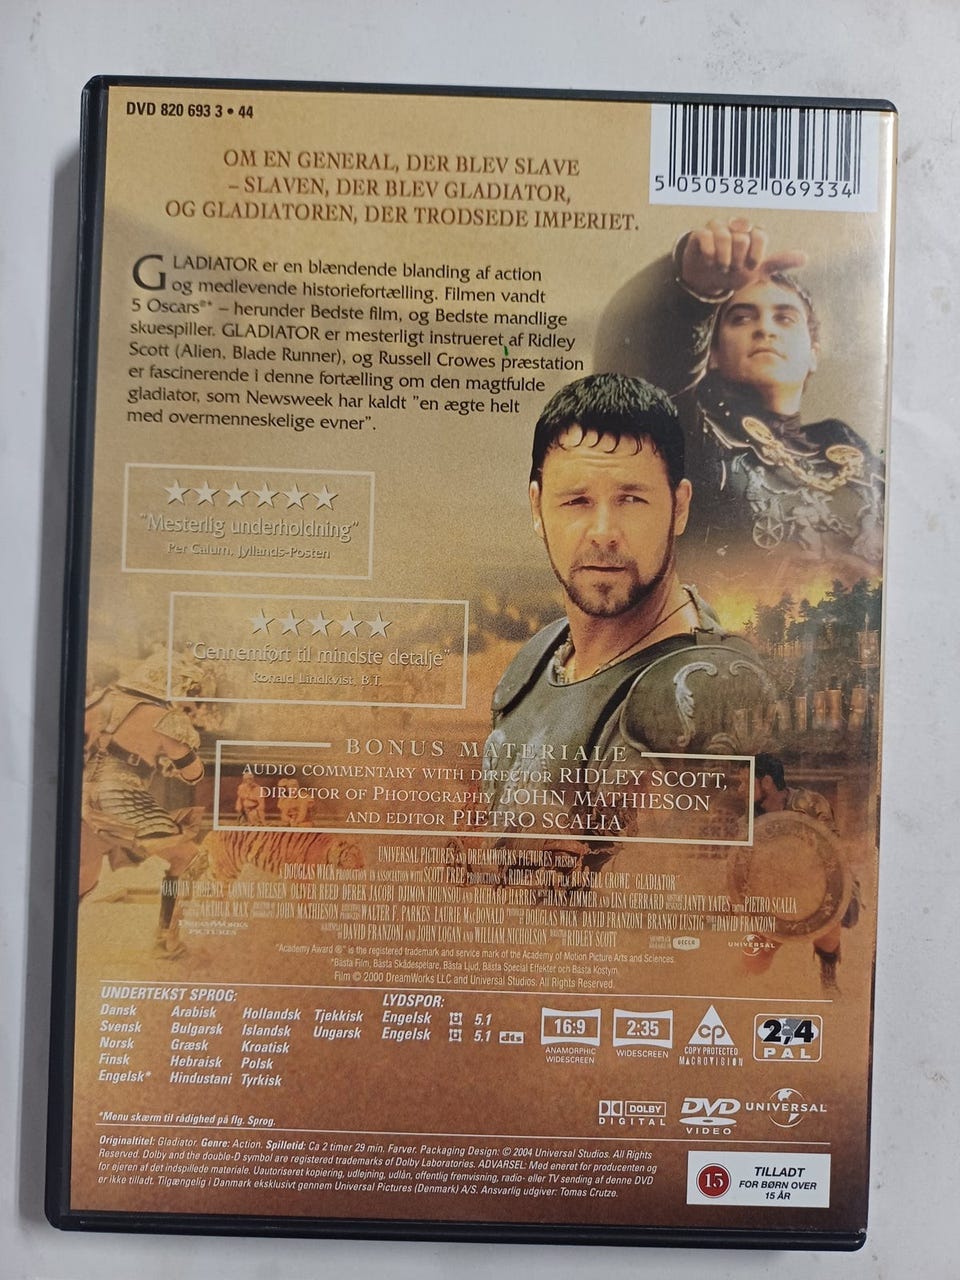 DVD 820 693 3 • 44
5 050582 069334
OM EN GENERAL, DER BLEV SLAVE
– SLAVEN, DER BLEV GLADIATOR,
OG GLADIATOREN, DER TRODSEDE IMPERIET.
GLADIATOR er en blændende blanding af action
og medlevende historiefortælling. Filmen vandt
5 Oscars®* – herunder Bedste film, og Bedste mandlige
skuespiller. GLADIATOR er mesterligt instrueret af Ridley
Scott (Alien, Blade Runner), og Russell Crowes præstation
er fascinerende i denne fortælling om den magtfulde
gladiator, som Newsweek har kaldt "en ægte helt
med overmenneskelige evner".
"Mesterlig underholdning"
Per Calum, Jyllands-Posten
"Gennemført til mindste detalje"
Ronald Lindkvist, B.T.
BONUS MATERIALE
AUDIO COMMENTARY WITH DIRECTOR RIDLEY SCOTT,
DIRECTOR OF PHOTOGRAPHY JOHN MATHIESON
AND EDITOR PIETRO SCALIA
UNIVERSAL PICTURES AND DREAMWORKS PICTURES PRESENT
A DOUGLAS WICK PRODUCTION IN ASSOCIATION WITH SCOTT FREE PRODUCTIONS A RIDLEY SCOTT FILM RUSSELL CROWE "GLADIATOR"
JOAQUIN PHOENIX CONNIE NIELSEN OLIVER REED DEREK JACOBI DJIMON HOUNSOU AND RICHARD HARRIS MUSIC BY HANS ZIMMER AND LISA GERRARD JANTY YATES PIETRO SCALIA
ARTHUR MAX JOHN MATHIESON WALTER F. PARKES LAURIE MACDONALD DOUGLAS WICK DAVID FRANZONI BRANKO LUSTIG DAVID FRANZONI
DREAMWORKS PICTURES DAVID FRANZONI AND JOHN LOGAN AND WILLIAM NICHOLSON RIDLEY SCOTT DECCA UNIVERSAL
"Academy Award ®" is the registered trademark and service mark of the Academy of Motion Picture Arts and Sciences.
*Bästa Film, Bästa Skådespelare, Bästa Ljud, Bästa Special Effekter och Bästa Kostym.
Film © 2000 DreamWorks LLC and Universal Studios. All Rights Reserved.
UNDERTEKST SPROG:
Dansk Arabisk Hollandsk Tjekkisk
Svensk Bulgarsk Islandsk Ungarsk
Norsk Græsk Kroatisk
Finsk Hebraisk Polsk
Engelsk* Hindustani Tyrkisk
LYDSPOR:
Engelsk 5.1
Engelsk 5.1 dts
16:9
ANAMORPHIC
WIDESCREEN
2:35
WIDESCREEN
CP
COPY PROTECTED
MACROVISION
2,4
PAL
*Menu skærm til rådighed på flg. Sprog.
DOLBY
DIGITAL
DVD
VIDEO
UNIVERSAL
Originaltitel: Gladiator. Genre: Action. Spilletid: Ca 2 timer 29 min. Farver. Packaging Design: © 2004 Universal Studios. All Rights
Reserved. Dolby and the double-D symbol are registered trademarks of Dolby Laboratories. ADVARSEL: Med eneret for producenten og
for ejeren af det indspillede materiale. Uautoriseret kopiering, udlejning, udlån, offentlig fremvisning, radio- eller TV sending af denne DVD
er ikke tilladt. Tilgængelig i Danmark eksklusivt gennem Universal Pictures (Denmark) A/S. Ansvarlig udgiver: Tomas Crutze.
15
TILLADT
FOR BØRN OVER
15 ÅR